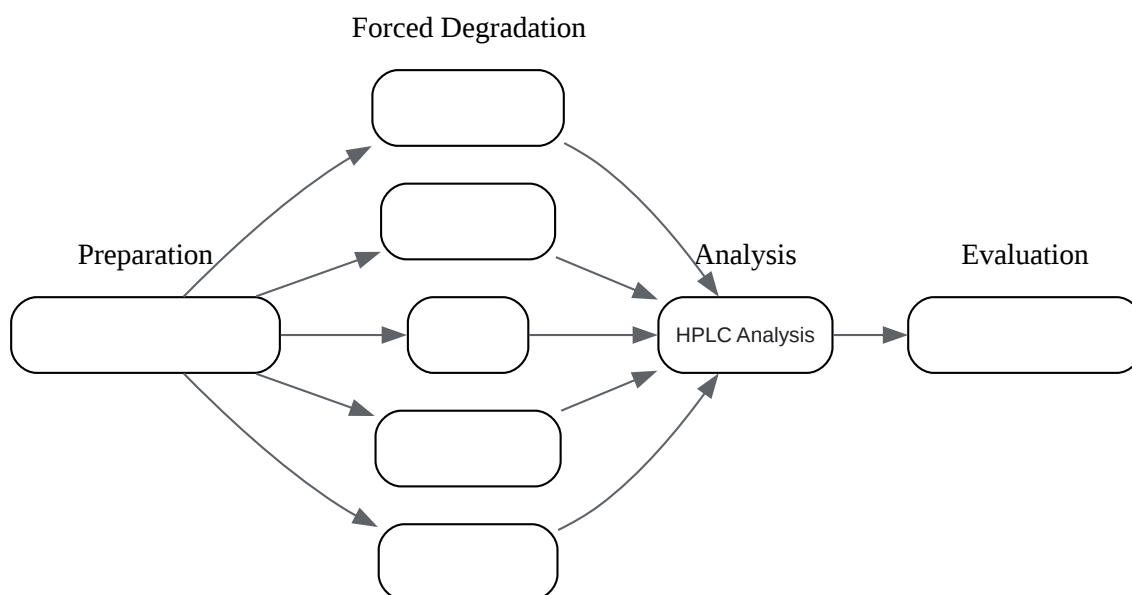 Forced Degradation
Preparation
Analysis
Evaluation
HPLC Analysis